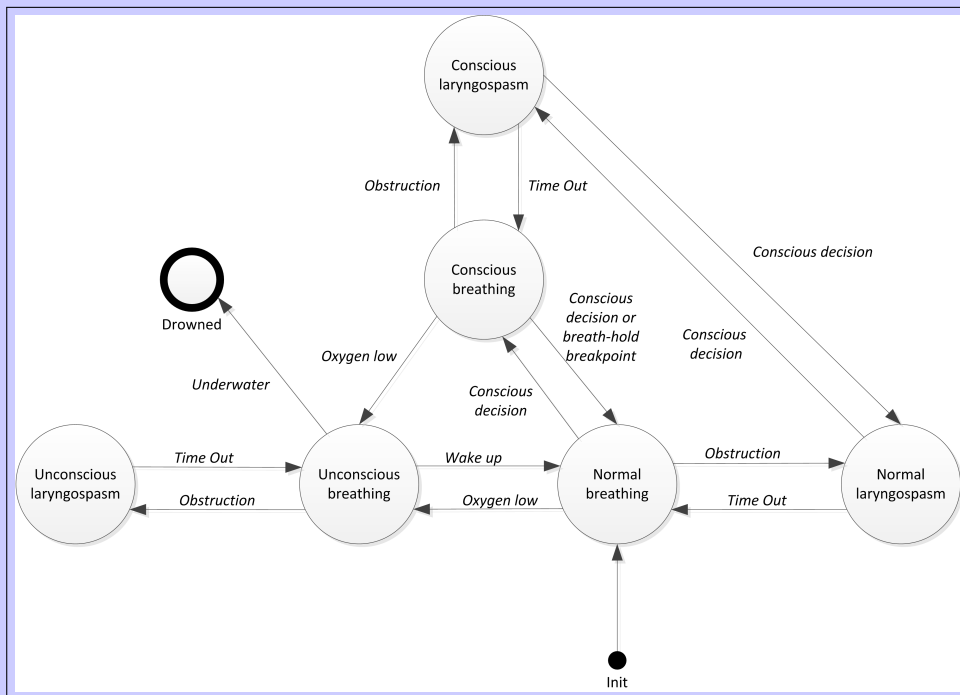 Conscious
laryngospasm
Obstruction
Time Out
Conscious decision
Conscious
breathing
Conscious
decision or
breath-hold
breakpoint
Conscious
decision
Drowned
Oxygen low
Underwater
Conscious
decision
Unconscious
laryngospasm
Time Out
Obstruction
Unconscious
breathing
Wake up
Oxygen low
Normal
breathing
Obstruction
Time Out
Normal
laryngospasm
Init